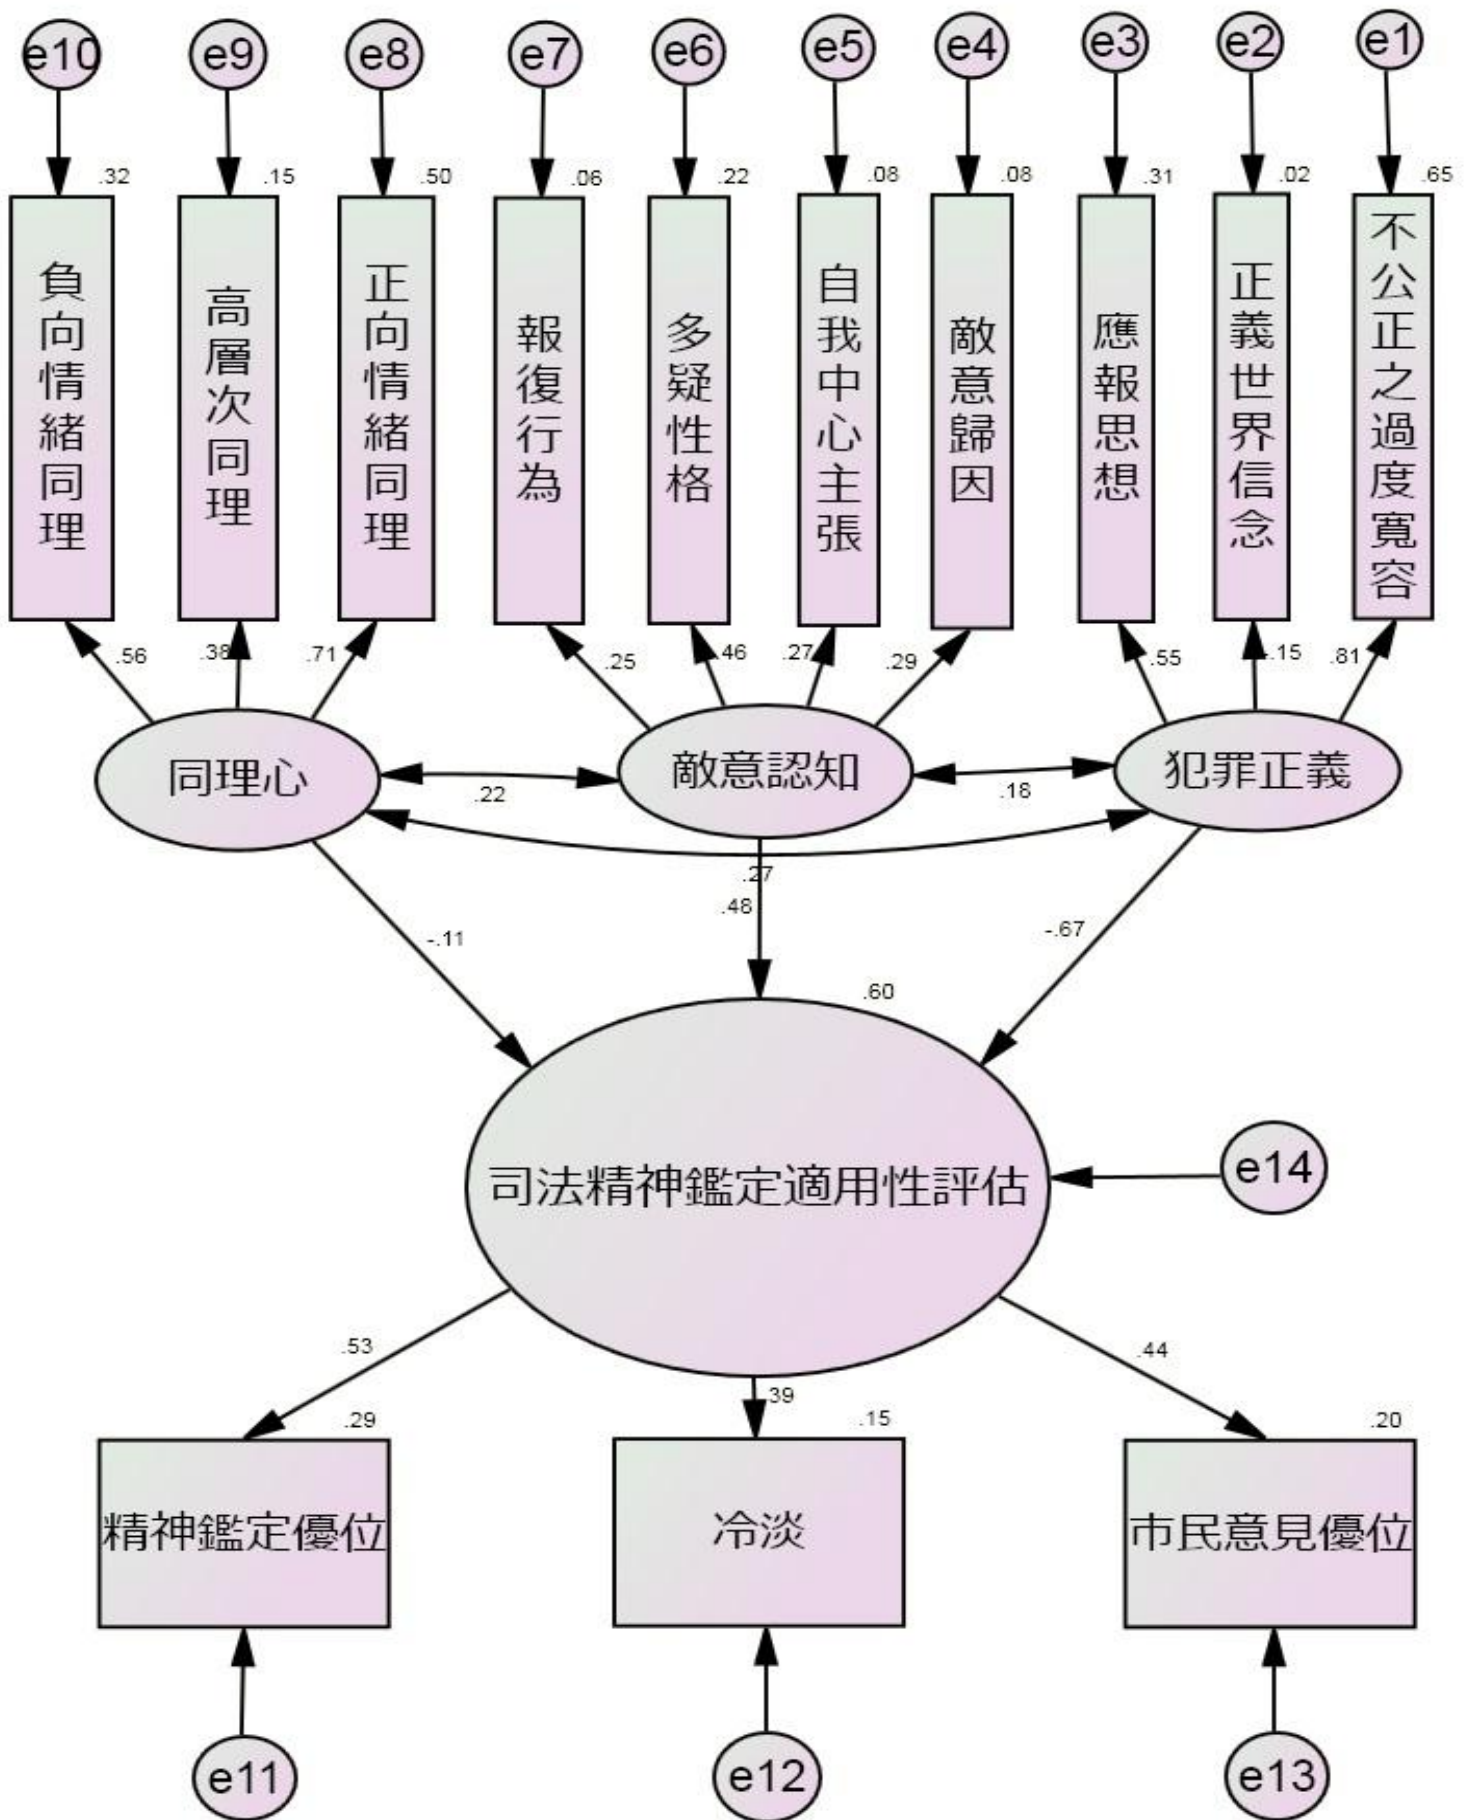 e10
e9
e8
e7
e6
e5
e4
e3
e2
e1
.32
.15
.50
.06
.22
.08
.08
.31
.02
.65
負向情緒同理
高層次同理
正向情緒同理
報復行為
多疑性格
自我中心主張
敵意歸因
應報思想
正義世界信念
不公正之過度寬容
.56
.38
.71
.25
.46
.27
.29
.55
.81
同理心
敵意認知
犯罪正義
.22
.18
.27
.48
-.11
-.67
.60
司法精神鑑定適用性評估
e14
.53
39
.44
.29
.15
.20
精神鑑定優位
冷淡
市民意見優位
e11
e12
e13